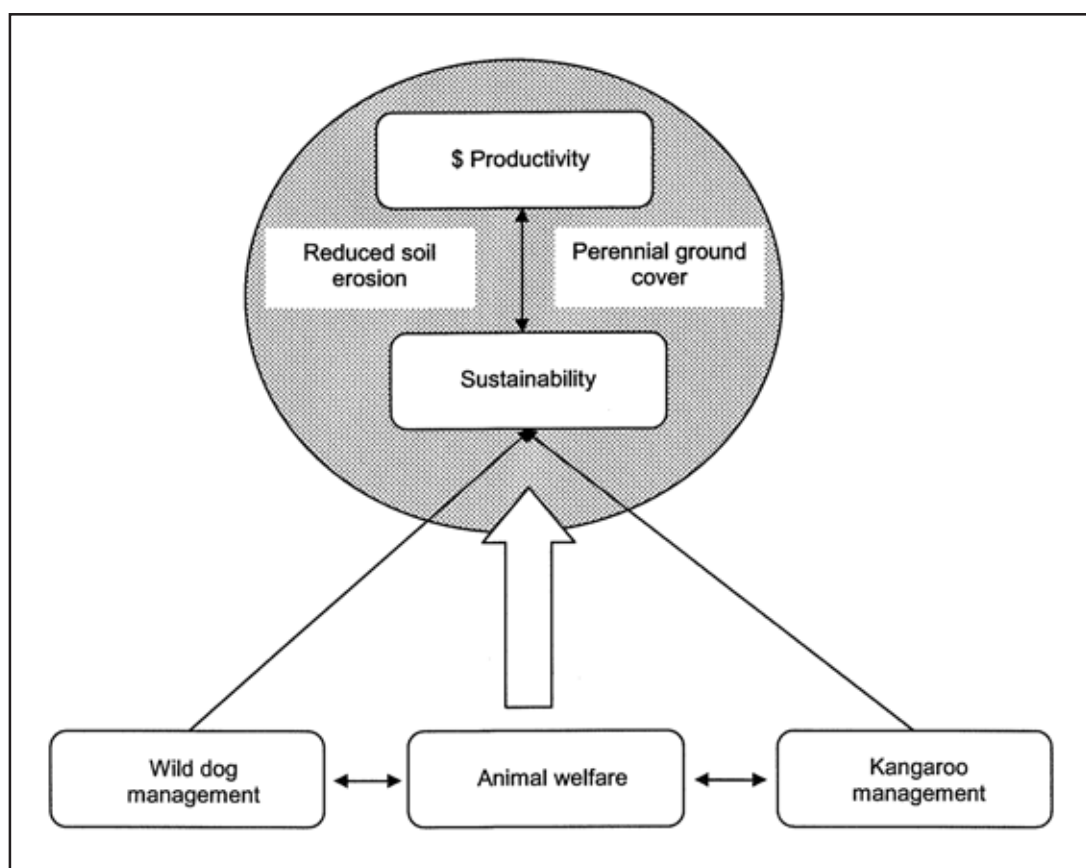 $ Productivity
Reduced soil
erosion
Perennial ground
cover
Sustainability
Wild dog
management
Animal welfare
Kangaroo
management